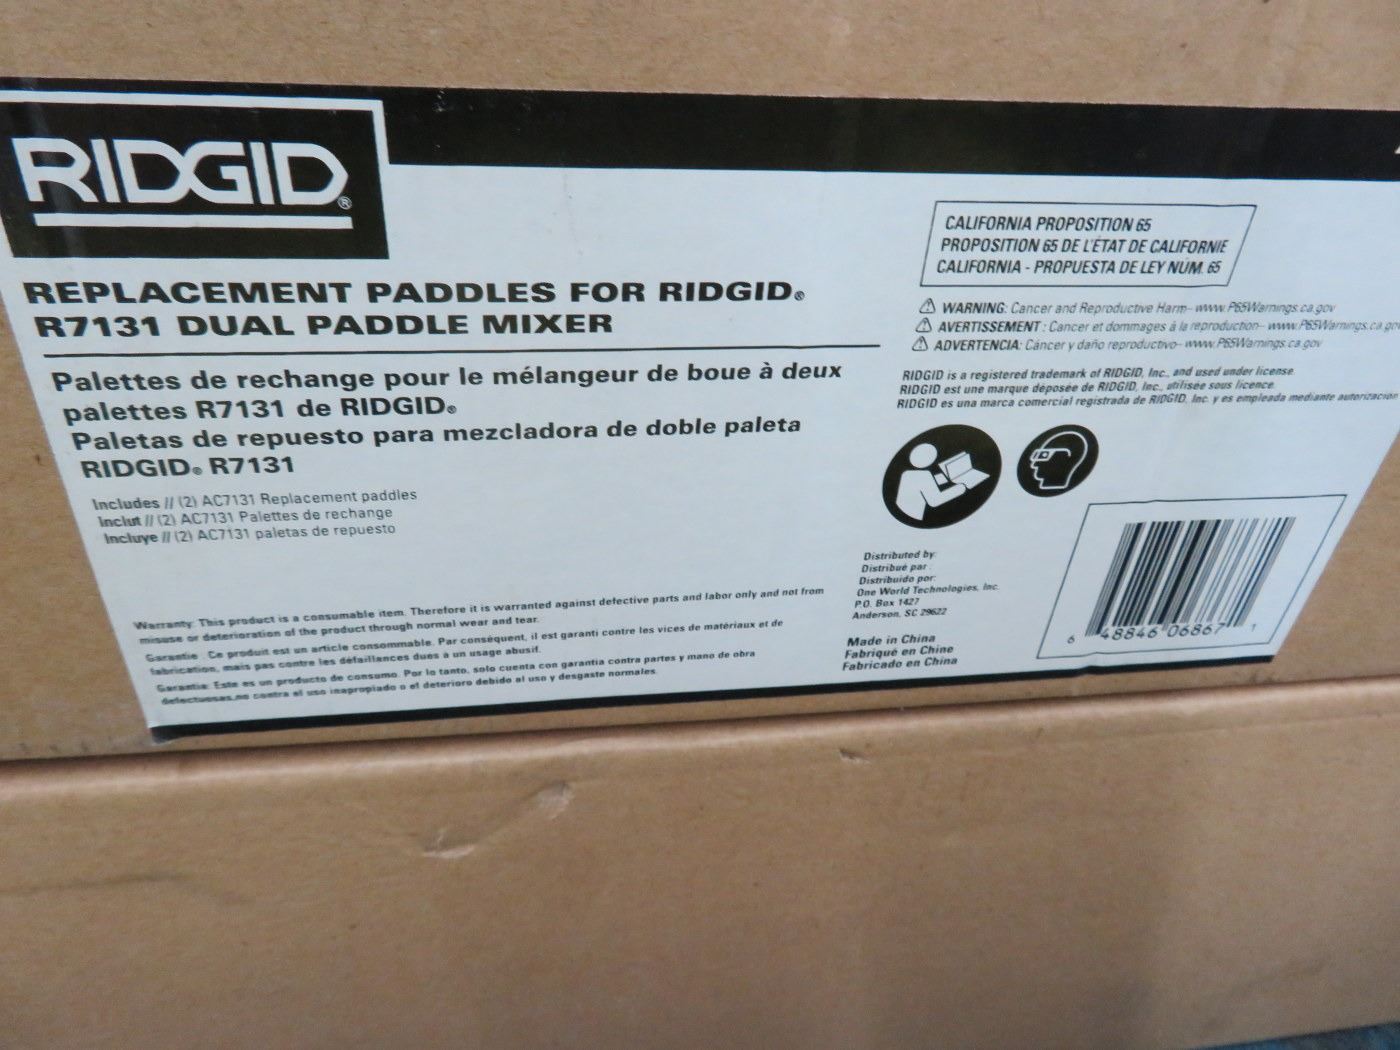 RIDGID®
REPLACEMENT PADDLES FOR RIDGID®
R7131 DUAL PADDLE MIXER
Palettes de rechange pour le mélangeur de boue à deux
palettes R7131 de RIDGID®
Paletas de repuesto para mezcladora de doble paleta
RIDGID® R7131
Includes // (2) AC7131 Replacement paddles
Inclut // (2) AC7131 Palettes de rechange
Incluye // (2) AC7131 paletas de repuesto
Warranty: This product is a consumable item. Therefore it is warranted against defective parts and labor only and not from
misuse or deterioration of the product through normal wear and tear.
Garantie : Ce produit est un article consommable. Par conséquent, il est garanti contre les vices de matériaux et de
fabrication, mais pas contre les défaillances dues à un usage abusif.
Garantia: Este es un producto de consumo. Por lo tanto, solo cuenta con garantia contra partes y mano de obra
defectuosas,no contra el uso inapropiado o el deterioro debido al uso y desgaste normales.
CALIFORNIA PROPOSITION 65
PROPOSITION 65 DE L'ÉTAT DE CALIFORNIE
CALIFORNIA - PROPUESTA DE LEY NÚM. 65
⚠ WARNING: Cancer and Reproductive Harm- www.P65Warnings.ca.gov
⚠ AVERTISSEMENT : Cancer et dommages à la reproduction- www.P65Warnings.ca.gov
⚠ ADVERTENCIA: Cáncer y daño reproductivo- www.P65Warnings.ca.gov
RIDGID is a registered trademark of RIDGID, Inc., and used under license.
RIDGID est une marque déposée de RIDGID, Inc., utilisée sous licence.
RIDGID es una marca comercial registrada de RIDGID, Inc. y es empleada mediante autorización
Distributed by:
Distribué par :
Distribuido por:
One World Technologies, Inc.
P.O. Box 1427
Anderson, SC 29622
Made in China
Fabriqué en Chine
Fabricado en China
6 48846 06867 1